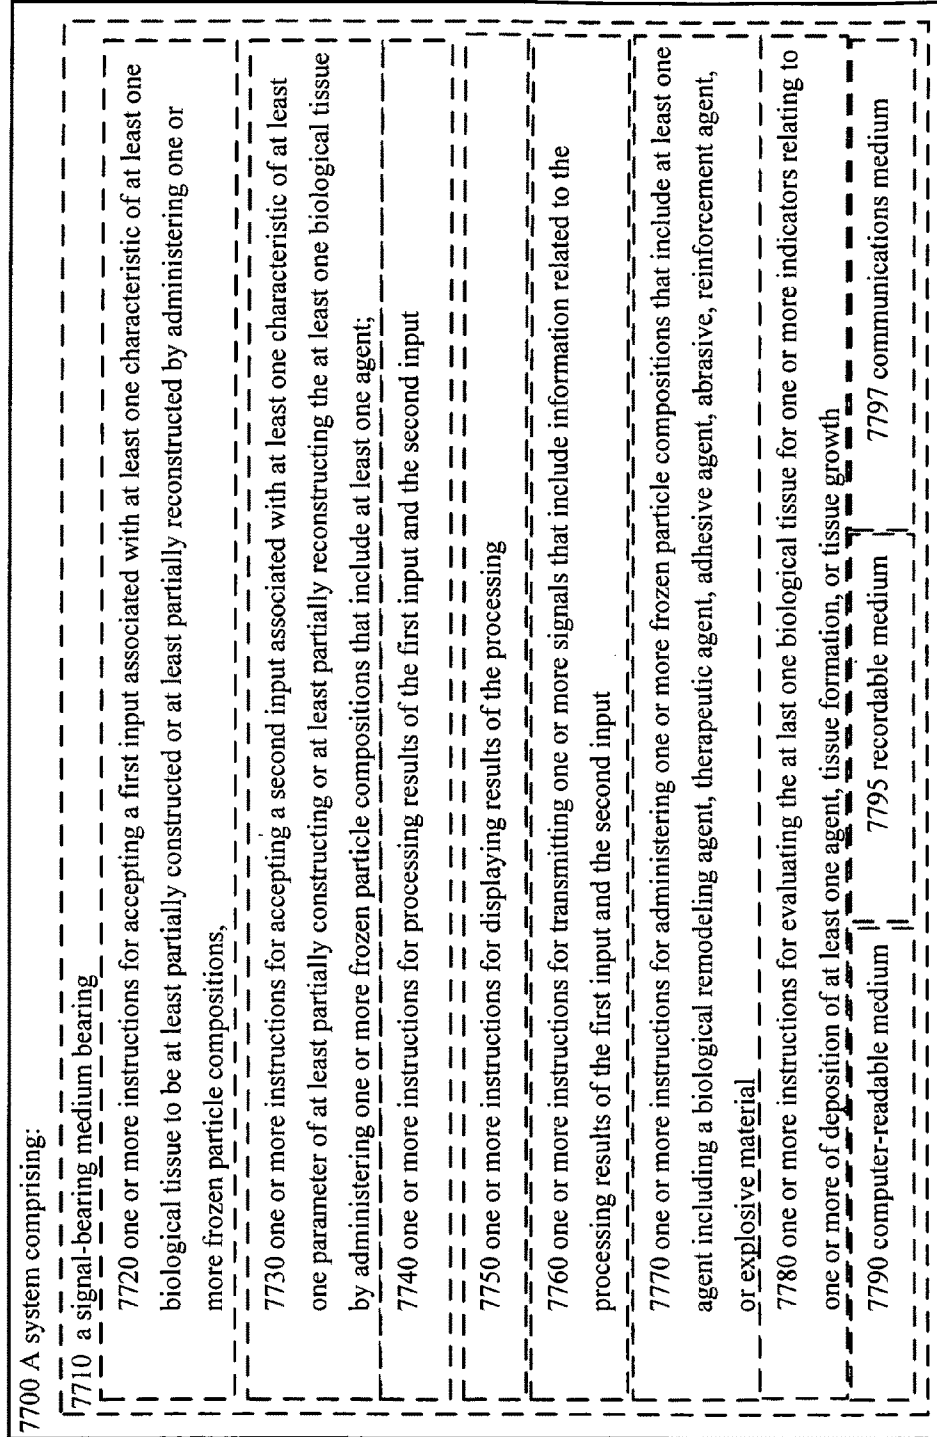 7700 A system comprising:
7710 a signal-bearing medium bearing
7720 one or more instructions for accepting a first input associated with at least one characteristic of at least one
biological tissue to be at least partially constructed or at least partially reconstructed by administering one or
more frozen particle compositions,
7730 one or more instructions for accepting a second input associated with at least one characteristic of at least
one parameter of at least partially constructing or at least partially reconstructing the at least one biological tissue
by administering one or more frozen particle compositions that include at least one agent;
7740 one or more instructions for processing results of the first input and the second input
7750 one or more instructions for displaying results of the processing
7760 one or more instructions for transmitting one or more signals that include information related to the
processing results of the first input and the second input
7770 one or more instructions for administering one or more frozen particle compositions that include at least one
agent including a biological remodeling agent, therapeutic agent, adhesive agent, abrasive, reinforcement agent,
or explosive material
7780 one or more instructions for evaluating the at last one biological tissue for one or more indicators relating to
one or more of deposition of at least one agent, tissue formation, or tissue growth
7790 computer-readable medium
7795 recordable medium
7797 communications medium